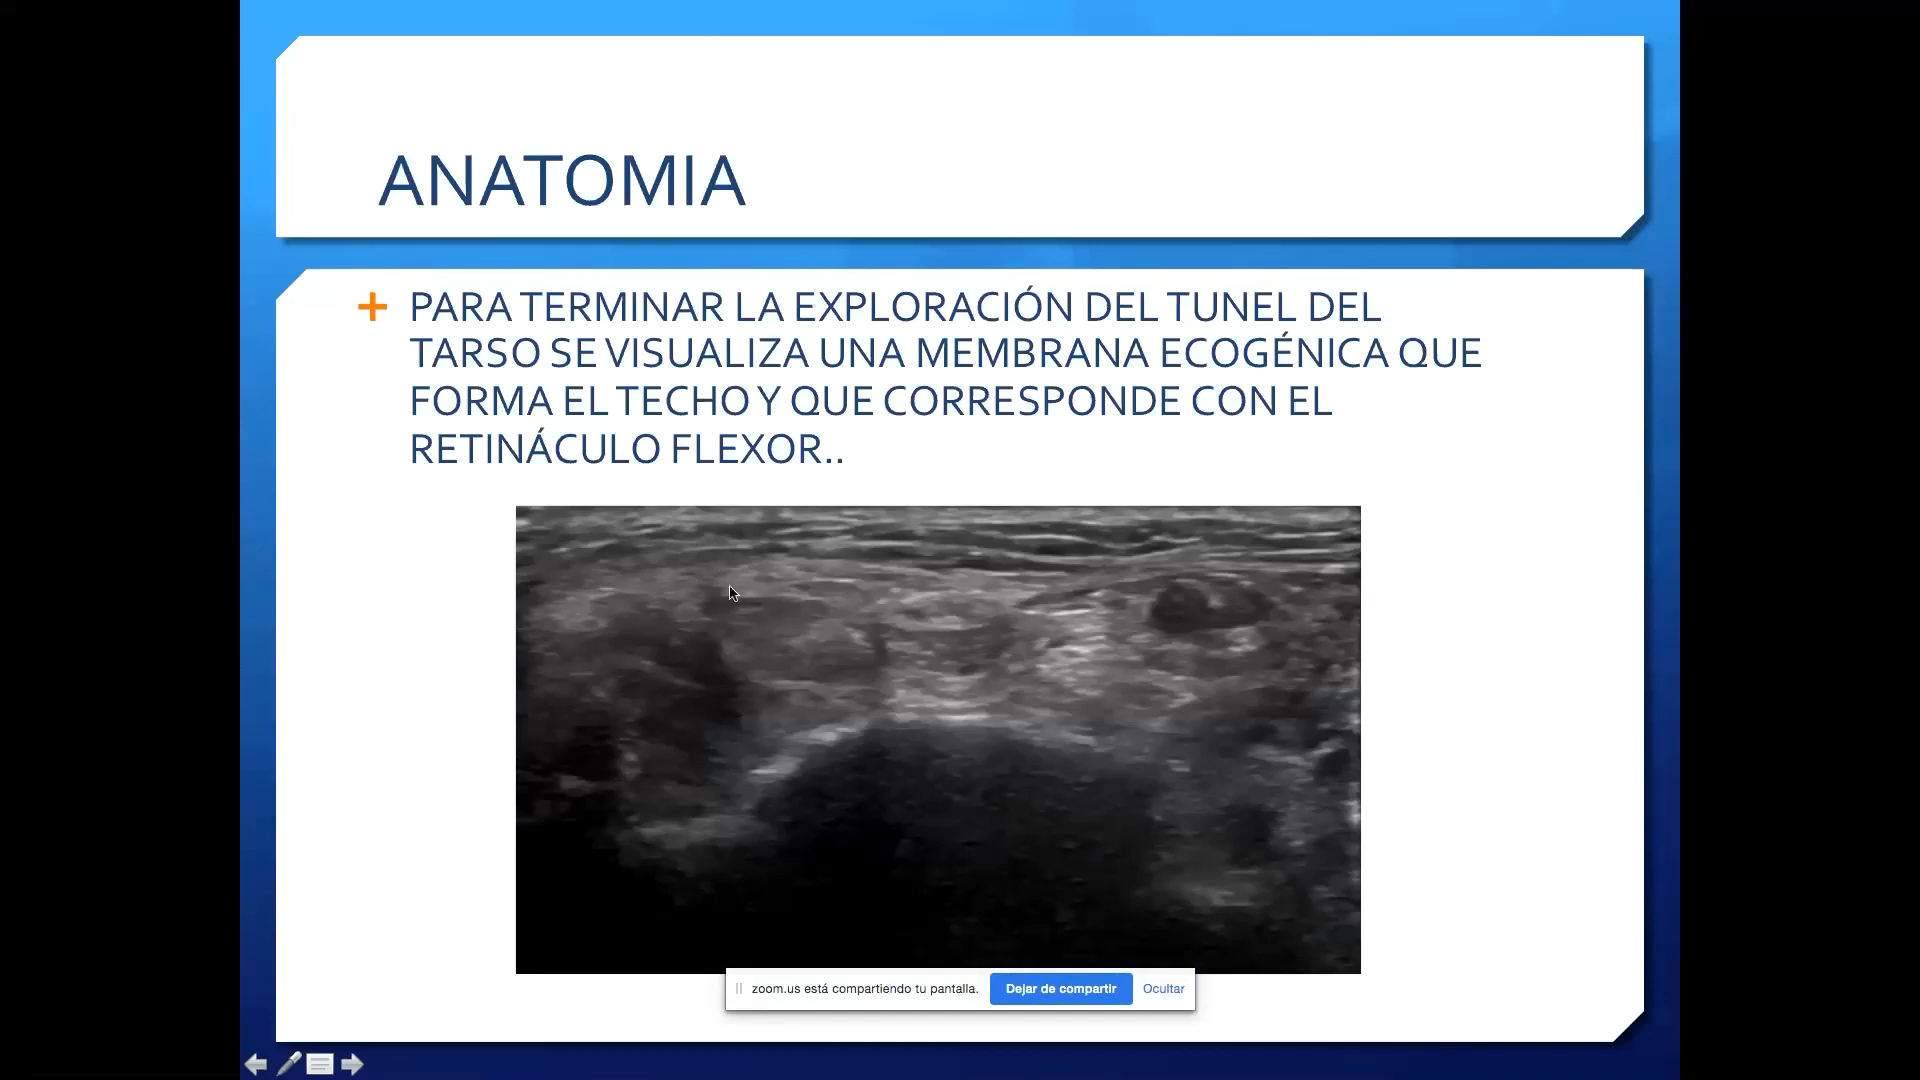 ANATOMIA
PARA TERMINAR LA EXPLORACIÓN DEL TUNEL DEL
TARSO SE VISUALIZA UNA MEMBRANA ECOGÉNICA QUE
FORMA EL TECHO Y QUE CORRESPONDE CON EL
RETINÁCULO FLEXOR..
zoom.us está compartiendo tu pantalla. Dejar de compartir Ocultar